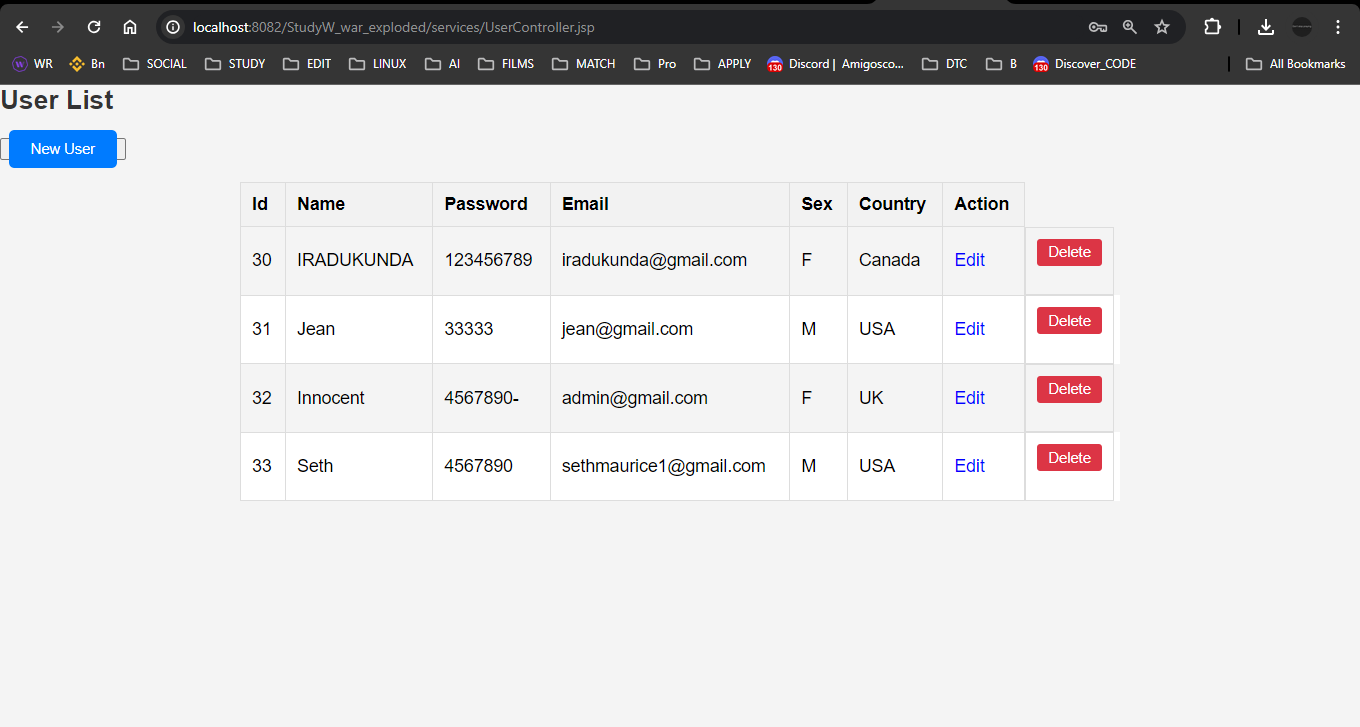 localhost:8082/StudyW_war_exploded/services/UserController.jsp
WR Bn SOCIAL STUDY EDIT LINUX AI FILMS MATCH Pro APPLY 130 Discord | Amigosco... DTC B 130 Discover_CODE All Bookmarks
User List
New User
Id Name Password Email Sex Country Action
30 IRADUKUNDA 123456789 iradukunda@gmail.com F Canada Edit Delete
31 Jean 33333 jean@gmail.com M USA Edit Delete
32 Innocent 4567890- admin@gmail.com F UK Edit Delete
33 Seth 4567890 sethmaurice1@gmail.com M USA Edit Delete